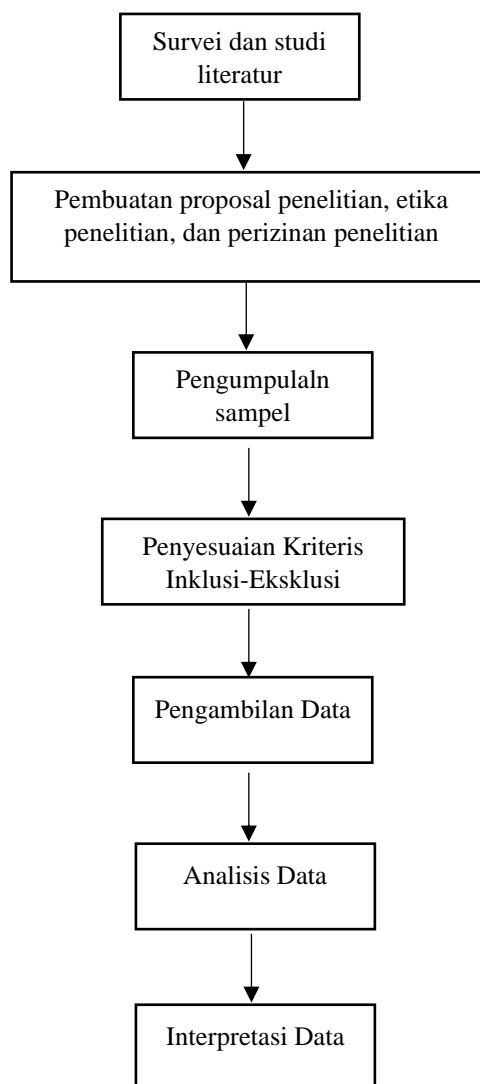 Survei dan studi
literatur
Pembuatan proposal penelitian, etika
penelitian, dan perizinan penelitian
Pengumpulaln
sampel
Penyesuaian Kriteris
Inklusi-Eksklusi
Pengambilan Data
Analisis Data
Interpretasi Data